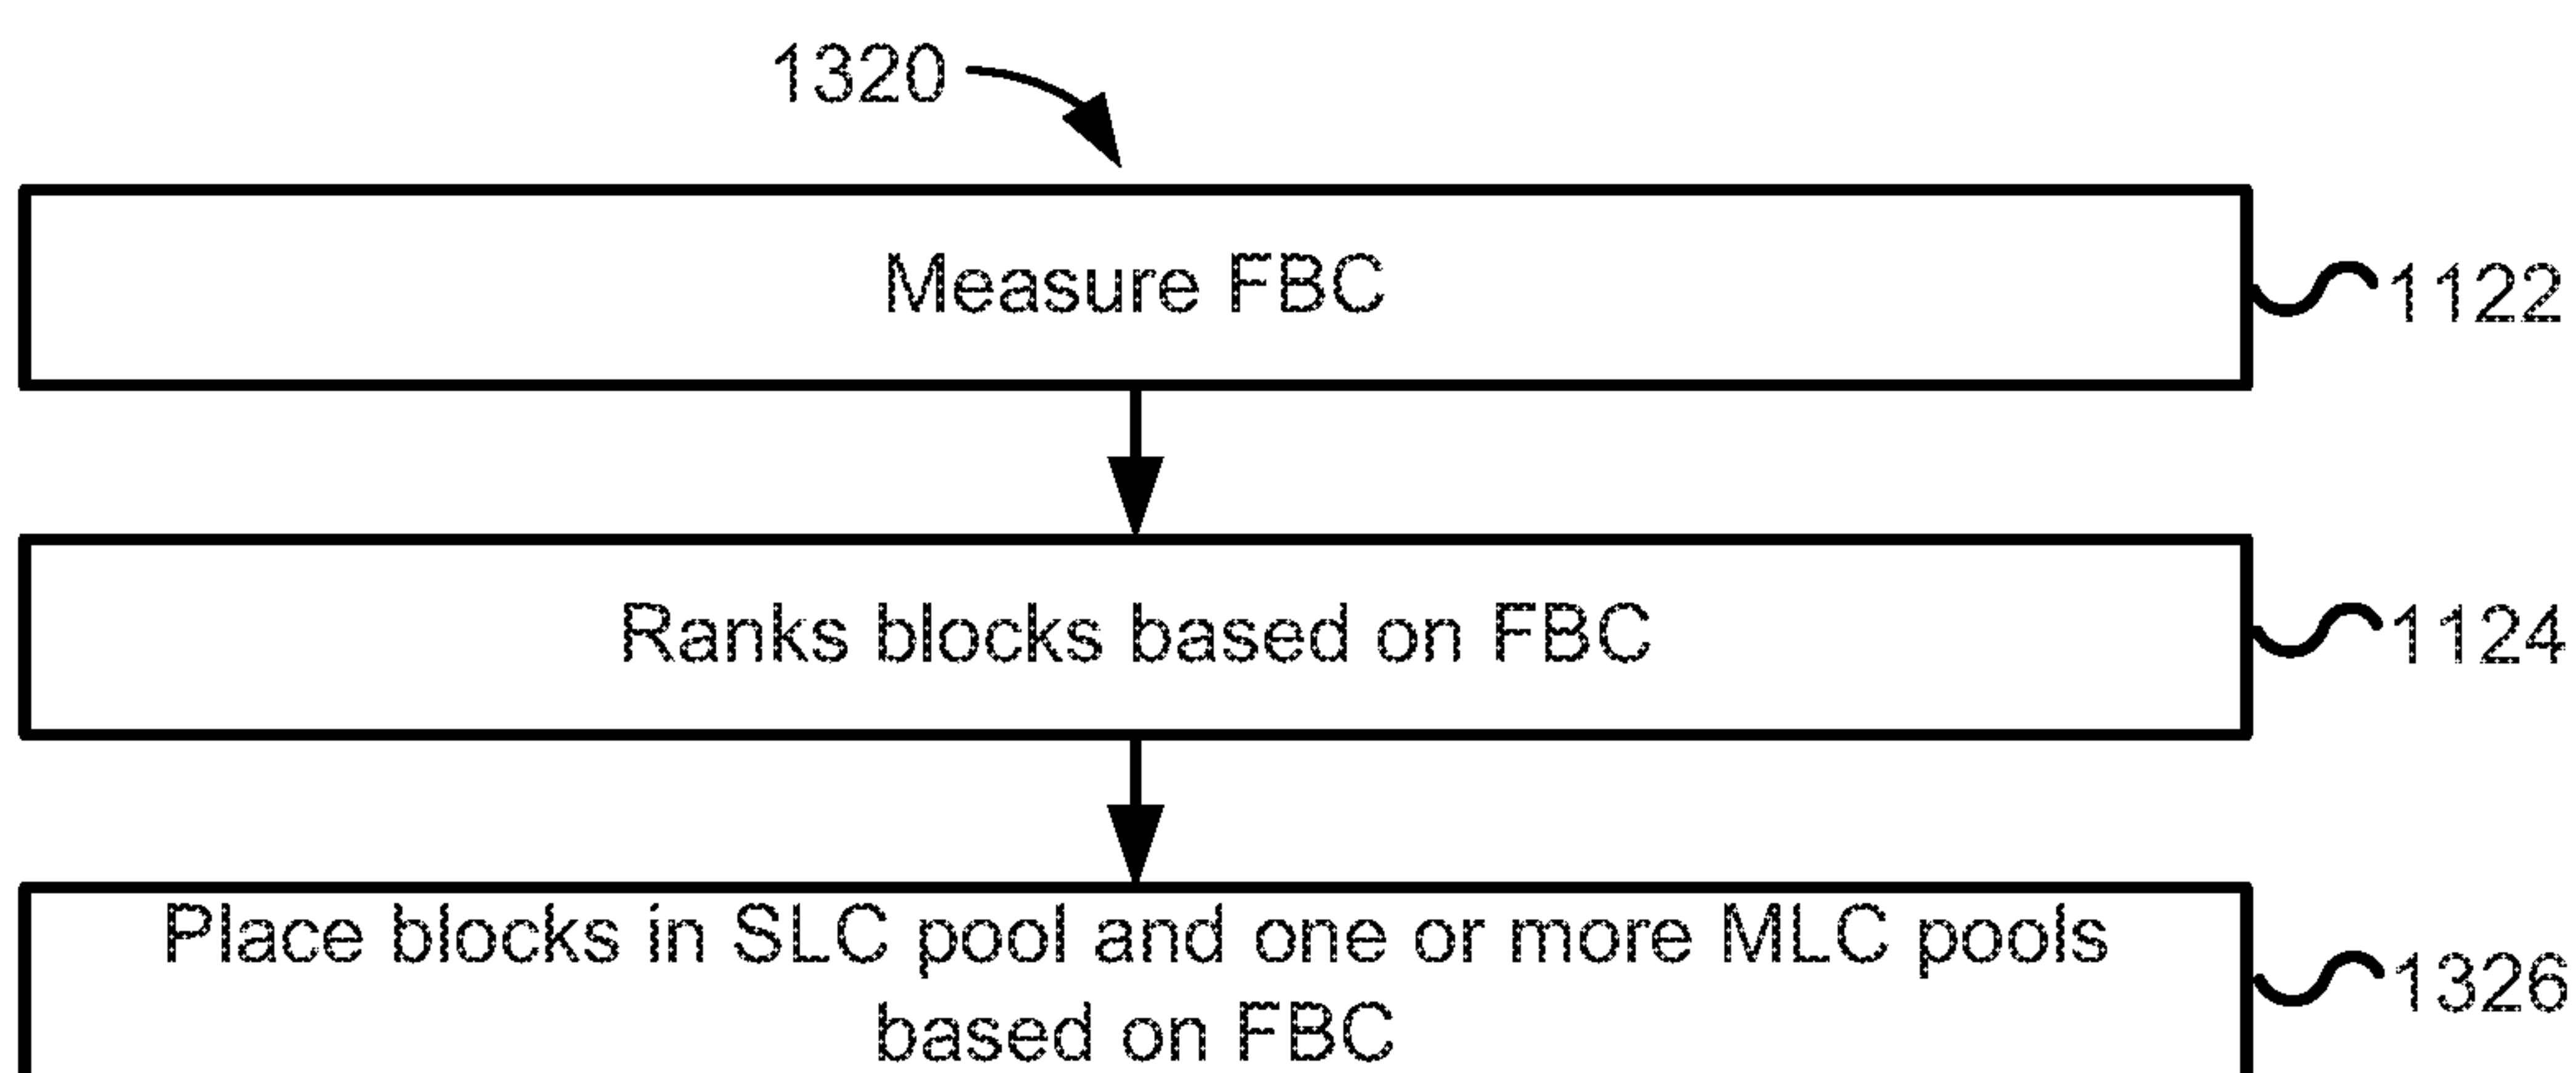 1320
Measure FBC
1122
Ranks blocks based on FBC
1124
Place blocks in SLC pool and one or more MLC pools
based on FBC
1326